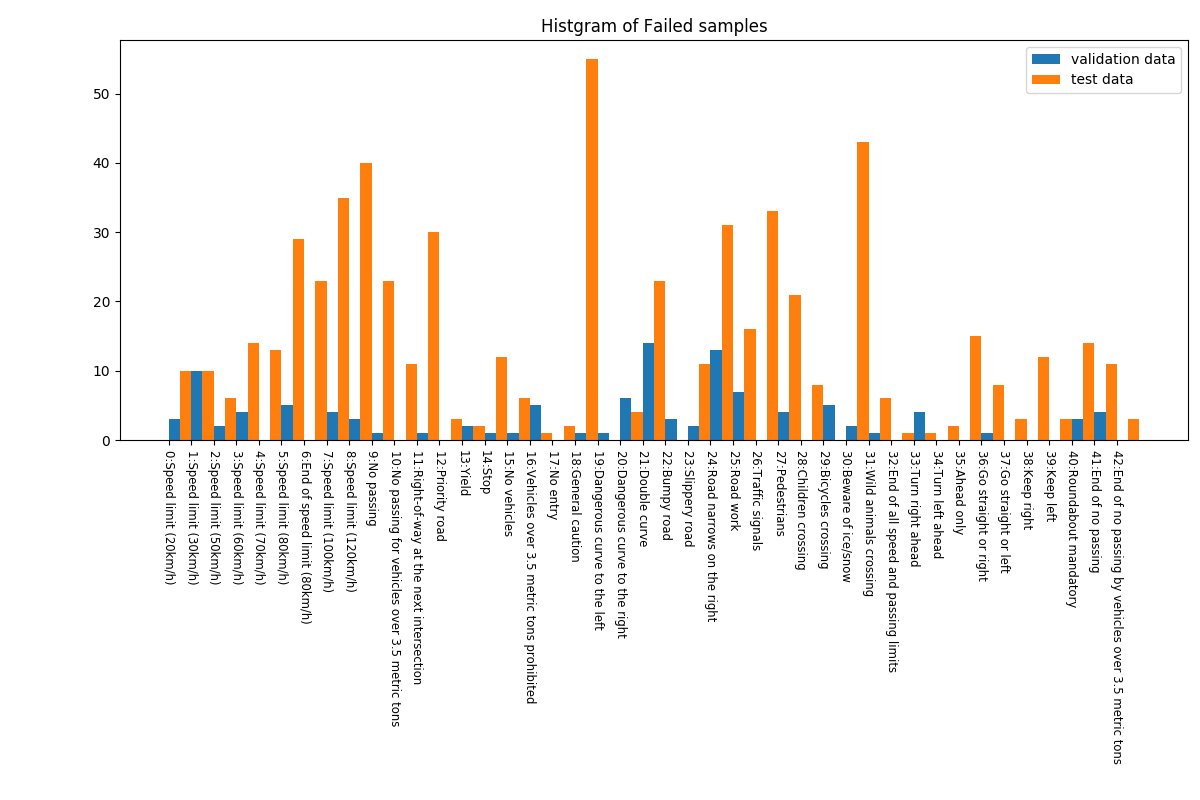 Histgram of Failed samples
validation data
test data
50
40
30
20
10
0
0:Speed limit (20km/h)
1:Speed limit (30km/h)
2:Speed limit (50km/h)
3:Speed limit (60km/h)
4:Speed limit (70km/h)
5:Speed limit (80km/h)
6:End of speed limit (80km/h)
7:Speed limit (100km/h)
8:Speed limit (120km/h)
9:No passing
10:No passing for vehicles over 3.5 metric tons
11:Right-of-way at the next intersection
12:Priority road
13:Yield
14:Stop
15:No vehicles
16:Vehicles over 3.5 metric tons prohibited
17:No entry
18:General caution
19:Dangerous curve to the left
20:Dangerous curve to the right
21:Double curve
22:Bumpy road
23:Slippery road
24:Road narrows on the right
25:Road work
26:Traffic signals
27:Pedestrians
28:Children crossing
29:Bicycles crossing
30:Beware of ice/snow
31:Wild animals crossing
32:End of all speed and passing limits
33:Turn right ahead
34:Turn left ahead
35:Ahead only
36:Go straight or right
37:Go straight or left
38:Keep right
39:Keep left
40:Roundabout mandatory
41:End of no passing
42:End of no passing by vehicles over 3.5 metric tons